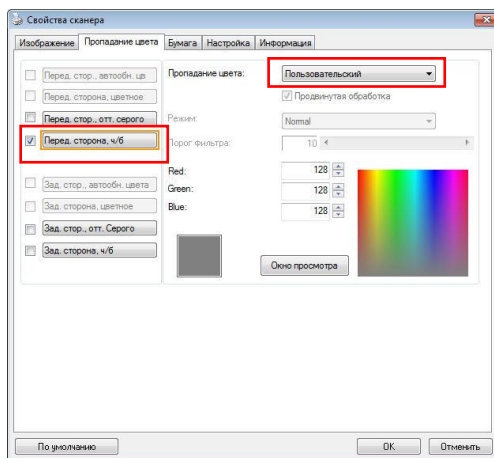 Свойства сканера
Изображение Пропадание цвета Бумага Настройка Информация
Перед. стор., автообн. цв
Перед. сторона, цветное
Перед. стор., отт. серого
Перед. сторона, ч/б
Зад. стор., автообн. цвета
Зад. сторона, цветное
Зад. стор., отт. Серого
Зад. сторона, ч/б
Пропадание цвета: Пользовательский
Продвинутая обработка
Режим: Normal
Порог фильтра: 10
Red: 128
Green: 128
Blue: 128
Окно просмотра
По умолчанию OK Отменить